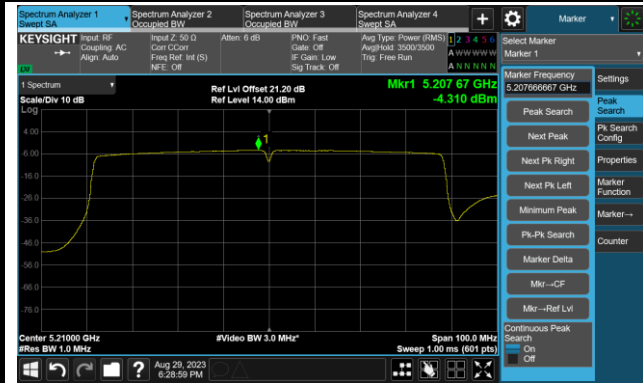 Spectrum Analyzer 1
Swept SA
Spectrum Analyzer 2
Occupied BW
Spectrum Analyzer 3
Occupied BW
Spectrum Analyzer 4
Swept SA
+
Marker
KEYSIGHT
Input: RF
Coupling: AC
Align: Auto
Input Z: 50 Ω
Corr CCorr
Freq Ref: Int (S)
NFE: Off
Atten: 6 dB
PNO: Fast
Gate: Off
IF Gain: Low
Sig Track: Off
Avg Type: Power (RMS)
Avg|Hold: 3500/3500
Trig: Free Run
1 2 3 4 5 6
A W W W W W
A N N N N N
1 Spectrum
Scale/Div 10 dB
Log
Ref Lvl Offset 21.20 dB
Ref Level 14.00 dBm
Mkr1 5.207 67 GHz
-4.310 dBm
4.00
-6.00
-16.0
-26.0
-36.0
-46.0
-56.0
-66.0
-76.0
1
Center 5.21000 GHz
#Res BW 1.0 MHz
#Video BW 3.0 MHz*
Span 100.0 MHz
Sweep 1.00 ms (601 pts)
Select Marker
Marker 1
Marker Frequency
5.207666667 GHz
Peak Search
Next Peak
Next Pk Right
Next Pk Left
Minimum Peak
Pk-Pk Search
Marker Delta
Mkr→CF
Mkr→Ref Lvl
Continuous Peak
Search
On
Off
Settings
Peak
Search
Pk Search
Config
Properties
Marker
Function
Marker→
Counter
?
Aug 29, 2023
6:28:59 PM